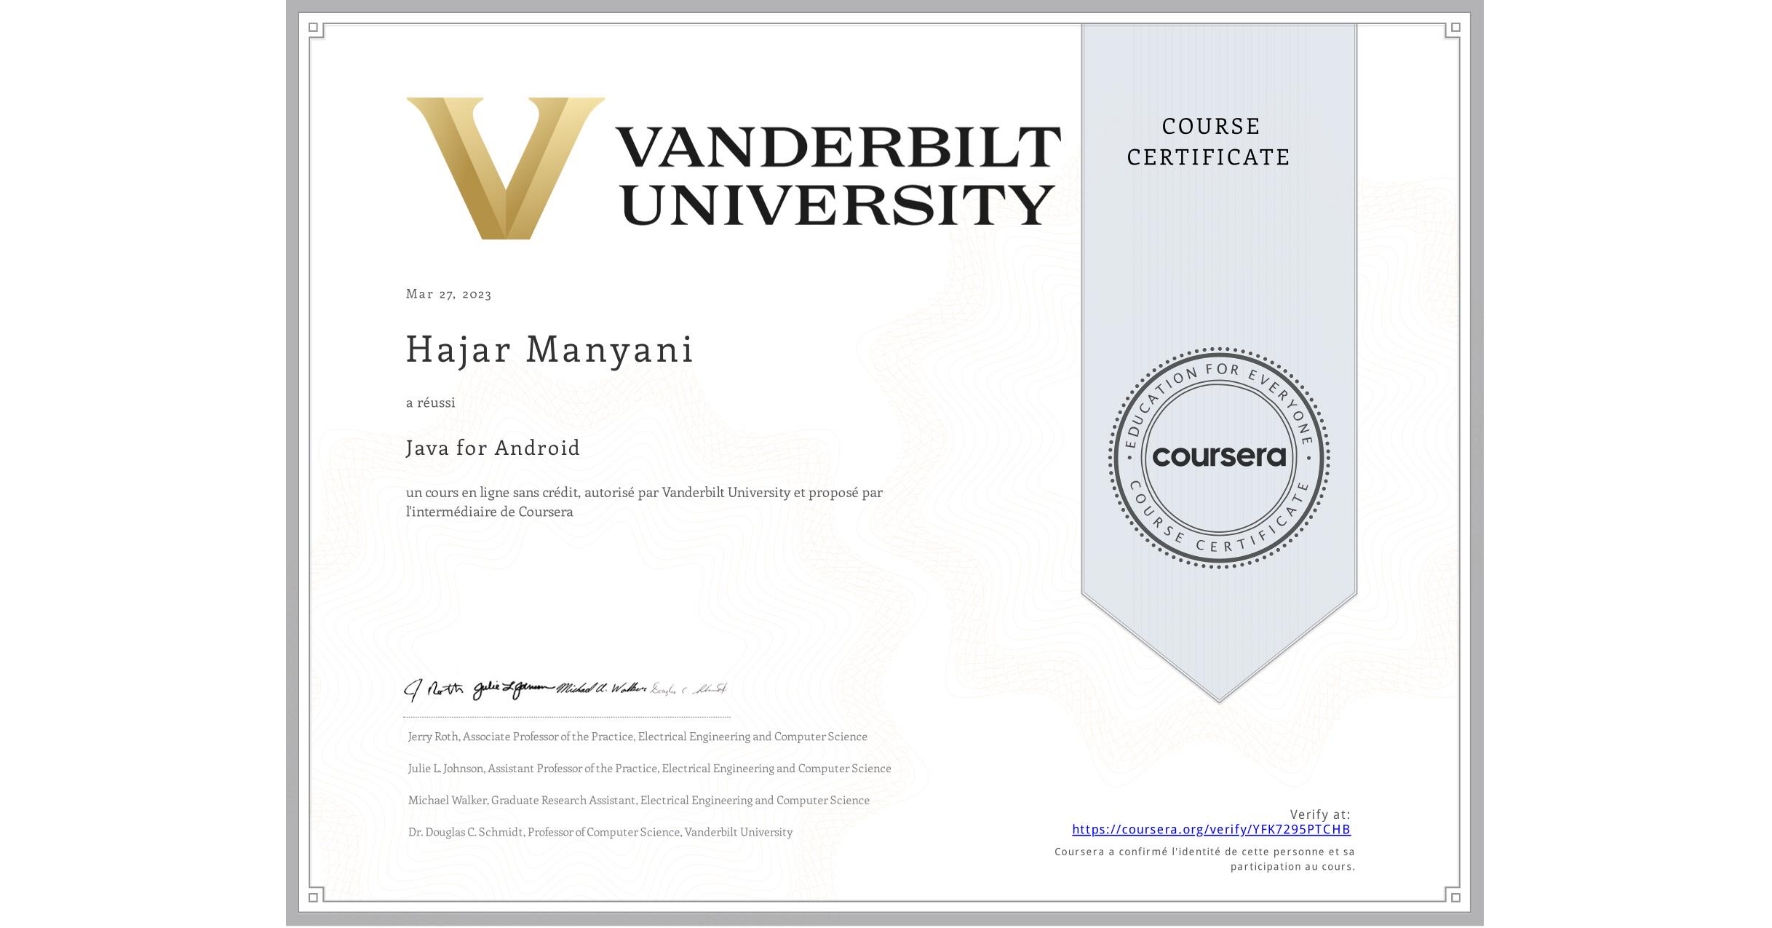 VANDERBILT
UNIVERSITY
COURSE
CERTIFICATE
Mar 27, 2023
Hajar Manyani
a réussi
Java for Android
un cours en ligne sans crédit, autorisé par Vanderbilt University et proposé par
l'intermédiaire de Coursera
EDUCATION FOR EVERYONE
coursera
COURSE CERTIFICATE
Jerry Roth, Associate Professor of the Practice, Electrical Engineering and Computer Science
Julie L. Johnson, Assistant Professor of the Practice, Electrical Engineering and Computer Science
Michael Walker, Graduate Research Assistant, Electrical Engineering and Computer Science
Dr. Douglas C. Schmidt, Professor of Computer Science, Vanderbilt University
Verify at:
https://coursera.org/verify/YFK7295PTCHB
Coursera a confirmé l'identité de cette personne et sa
participation au cours.